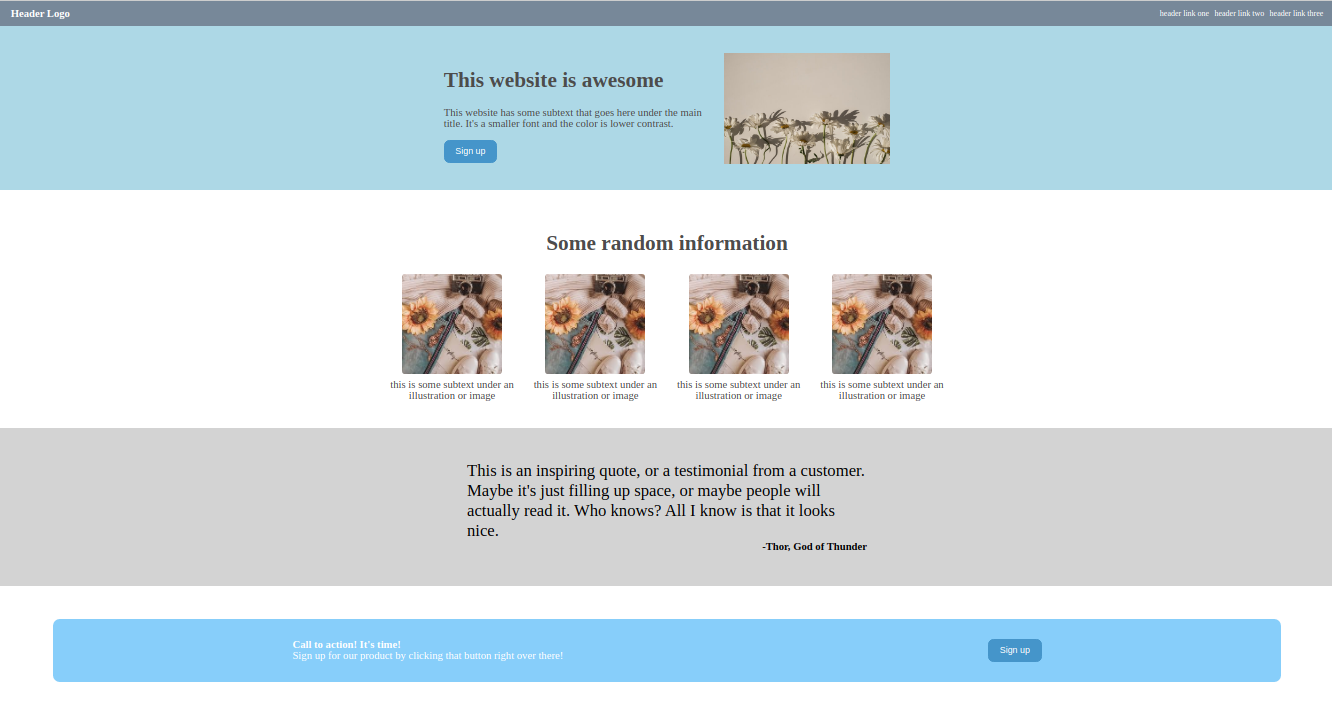 Header Logo
header link one header link two header link three
This website is awesome
This website has some subtext that goes here under the main
title. It's a smaller font and the color is lower contrast.
Sign up
Some random information
this is some subtext under an
illustration or image
this is some subtext under an
illustration or image
this is some subtext under an
illustration or image
this is some subtext under an
illustration or image
This is an inspiring quote, or a testimonial from a customer.
Maybe it's just filling up space, or maybe people will
actually read it. Who knows? All I know is that it looks
nice.
-Thor, God of Thunder
Call to action! It's time!
Sign up for our product by clicking that button right over there!
Sign up